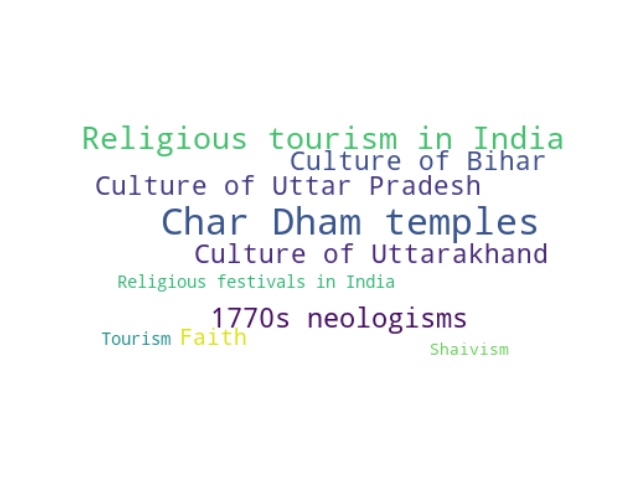 Religious tourism in India
Culture of Bihar
Culture of Uttar Pradesh
Char Dham temples
Culture of Uttarakhand
Religious festivals in India
1770s neologisms
Tourism
Faith
Shaivism